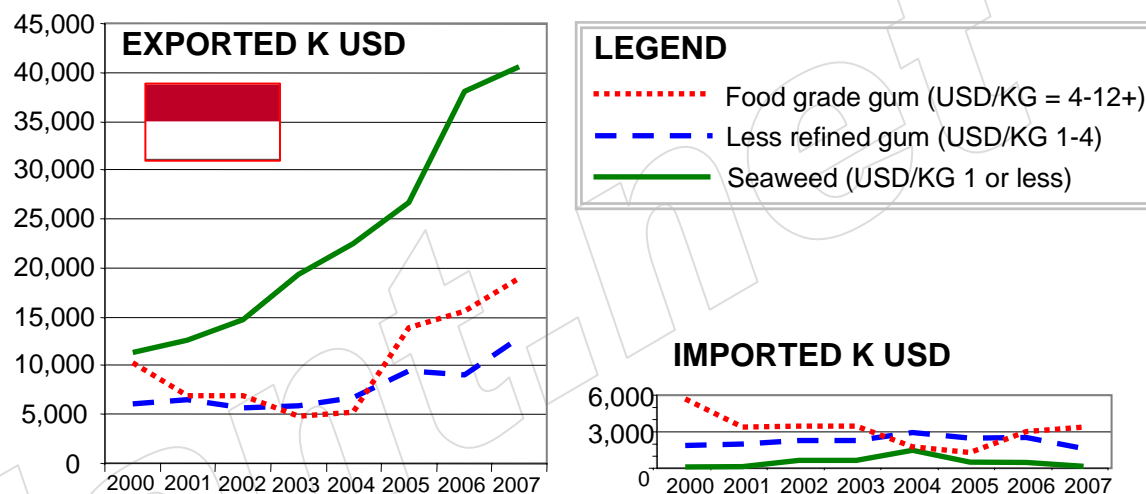 EXPORTED K USD
45,000
40,000
35,000
30,000
25,000
20,000
15,000
10,000
5,000
0
2000 2001 2002 2003 2004 2005 2006 2007
LEGEND
Food grade gum (USD/KG = 4-12+)
Less refined gum (USD/KG 1-4)
Seaweed (USD/KG 1 or less)
IMPORTED K USD
6,000
3,000
0
2000 2001 2002 2003 2004 2005 2006 2007